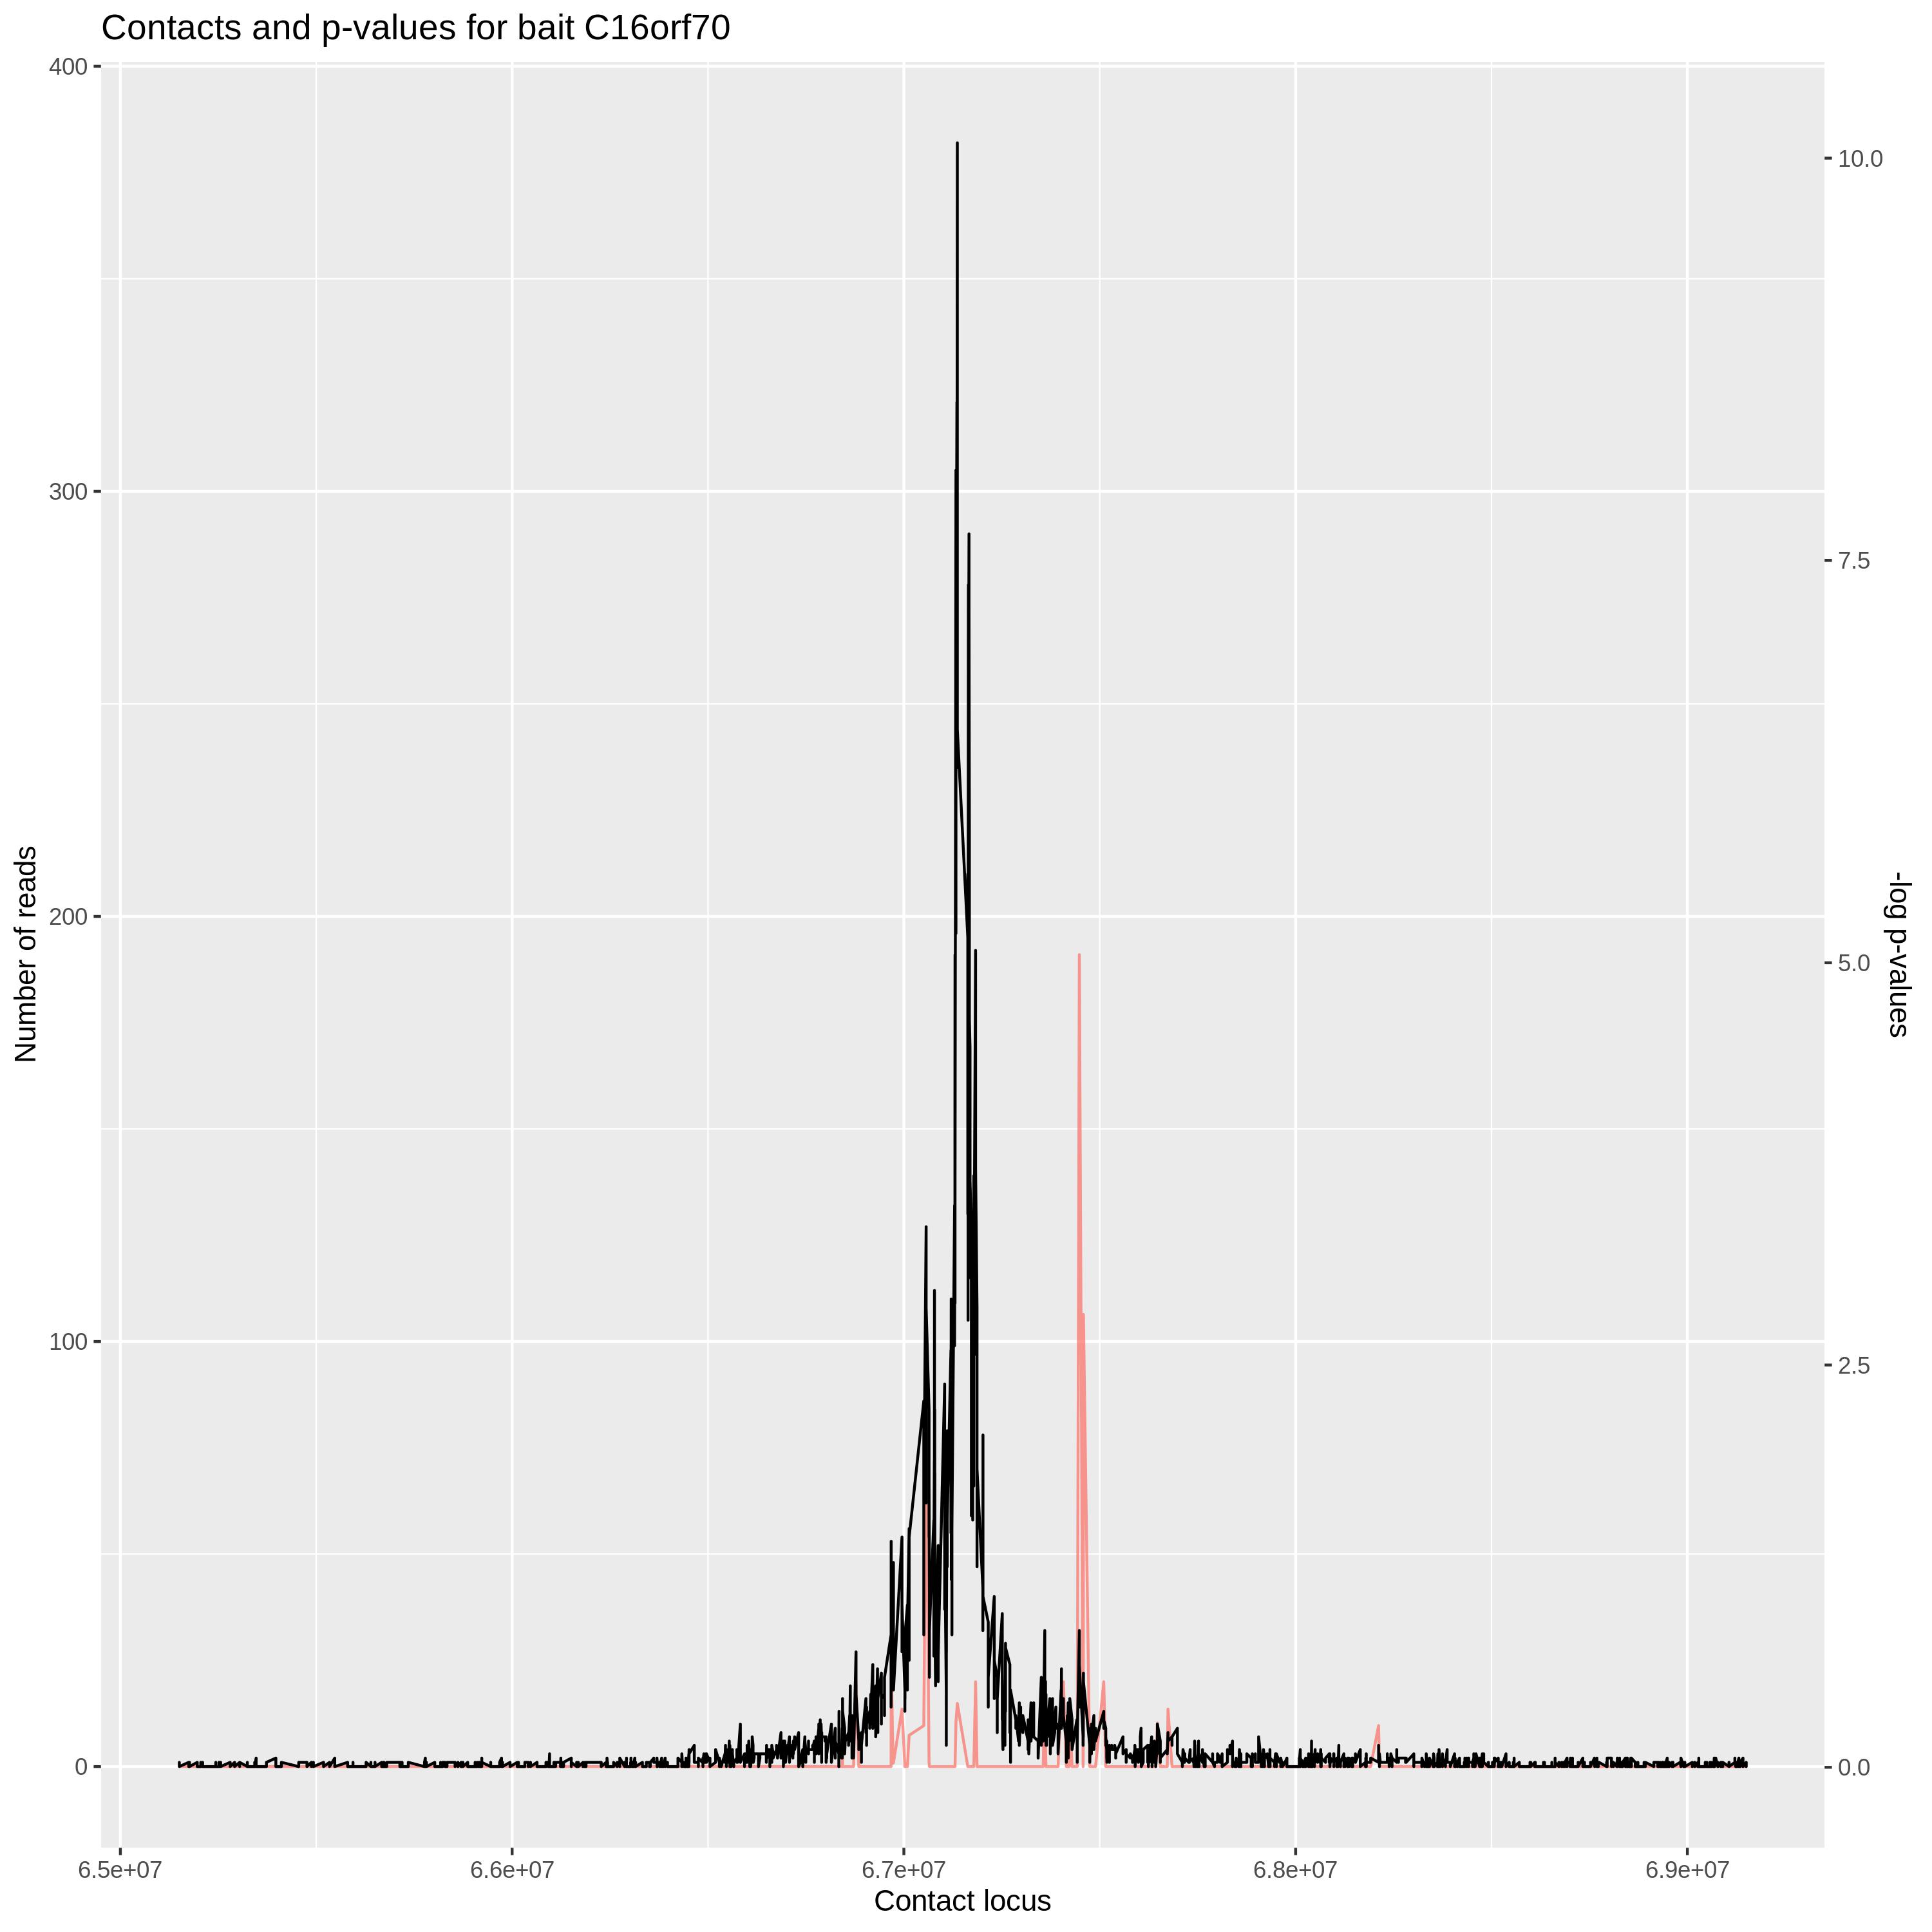 Contacts and p-values for bait C16orf70
400
300
200
100
0
Number of reads
10.0
7.5
5.0
2.5
0.0
-log p-values
6.5e+07
6.6e+07
6.7e+07
6.8e+07
6.9e+07
Contact locus